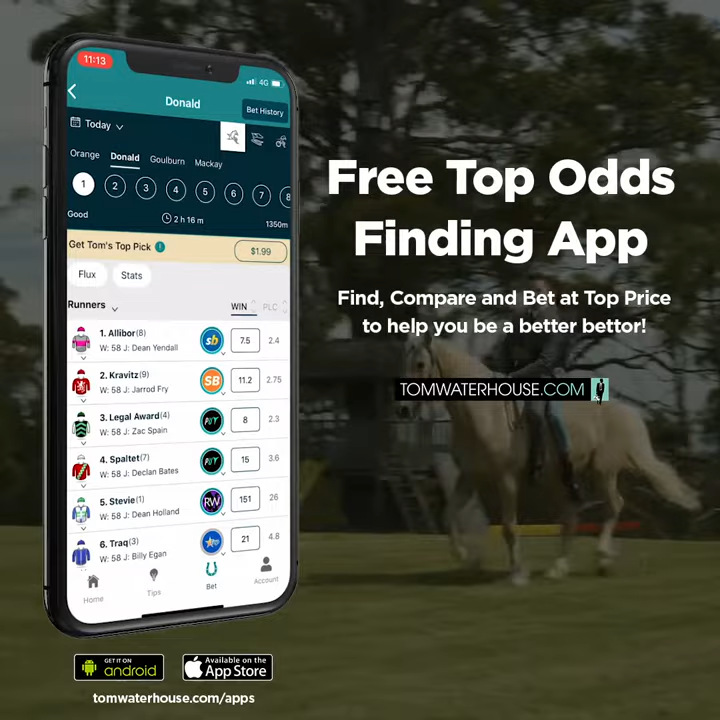 11:13
4G
Donald
Bet History
Today
Orange Donald Goulburn Mackay
1 2 3 4 5 6 7 8
Good 2 h 16 m 1350m
Get Tom's Top Pick $1.99
Flux Stats
Runners WIN PLC
1. Allibor(8)
W: 58 J: Dean Yendall
sb 7.5 2.4
2. Kravitz(9)
W: 58 J: Jarrod Fry
SB 11.2 2.75
3. Legal Award(4)
W: 58 J: Zac Spain
8 2.3
4. Spaltet(7)
W: 58 J: Declan Bates
15 3.6
5. Stevie(1)
W: 58 J: Dean Holland
RW 151 26
6. Traq(3)
W: 58 J: Billy Egan
21 4.8
Home Tips Bet Account
Free Top Odds
Finding App
Find, Compare and Bet at Top Price
to help you be a better bettor!
TOMWATERHOUSE.COM
GET IT ON
android
Available on the
App Store
tomwaterhouse.com/apps